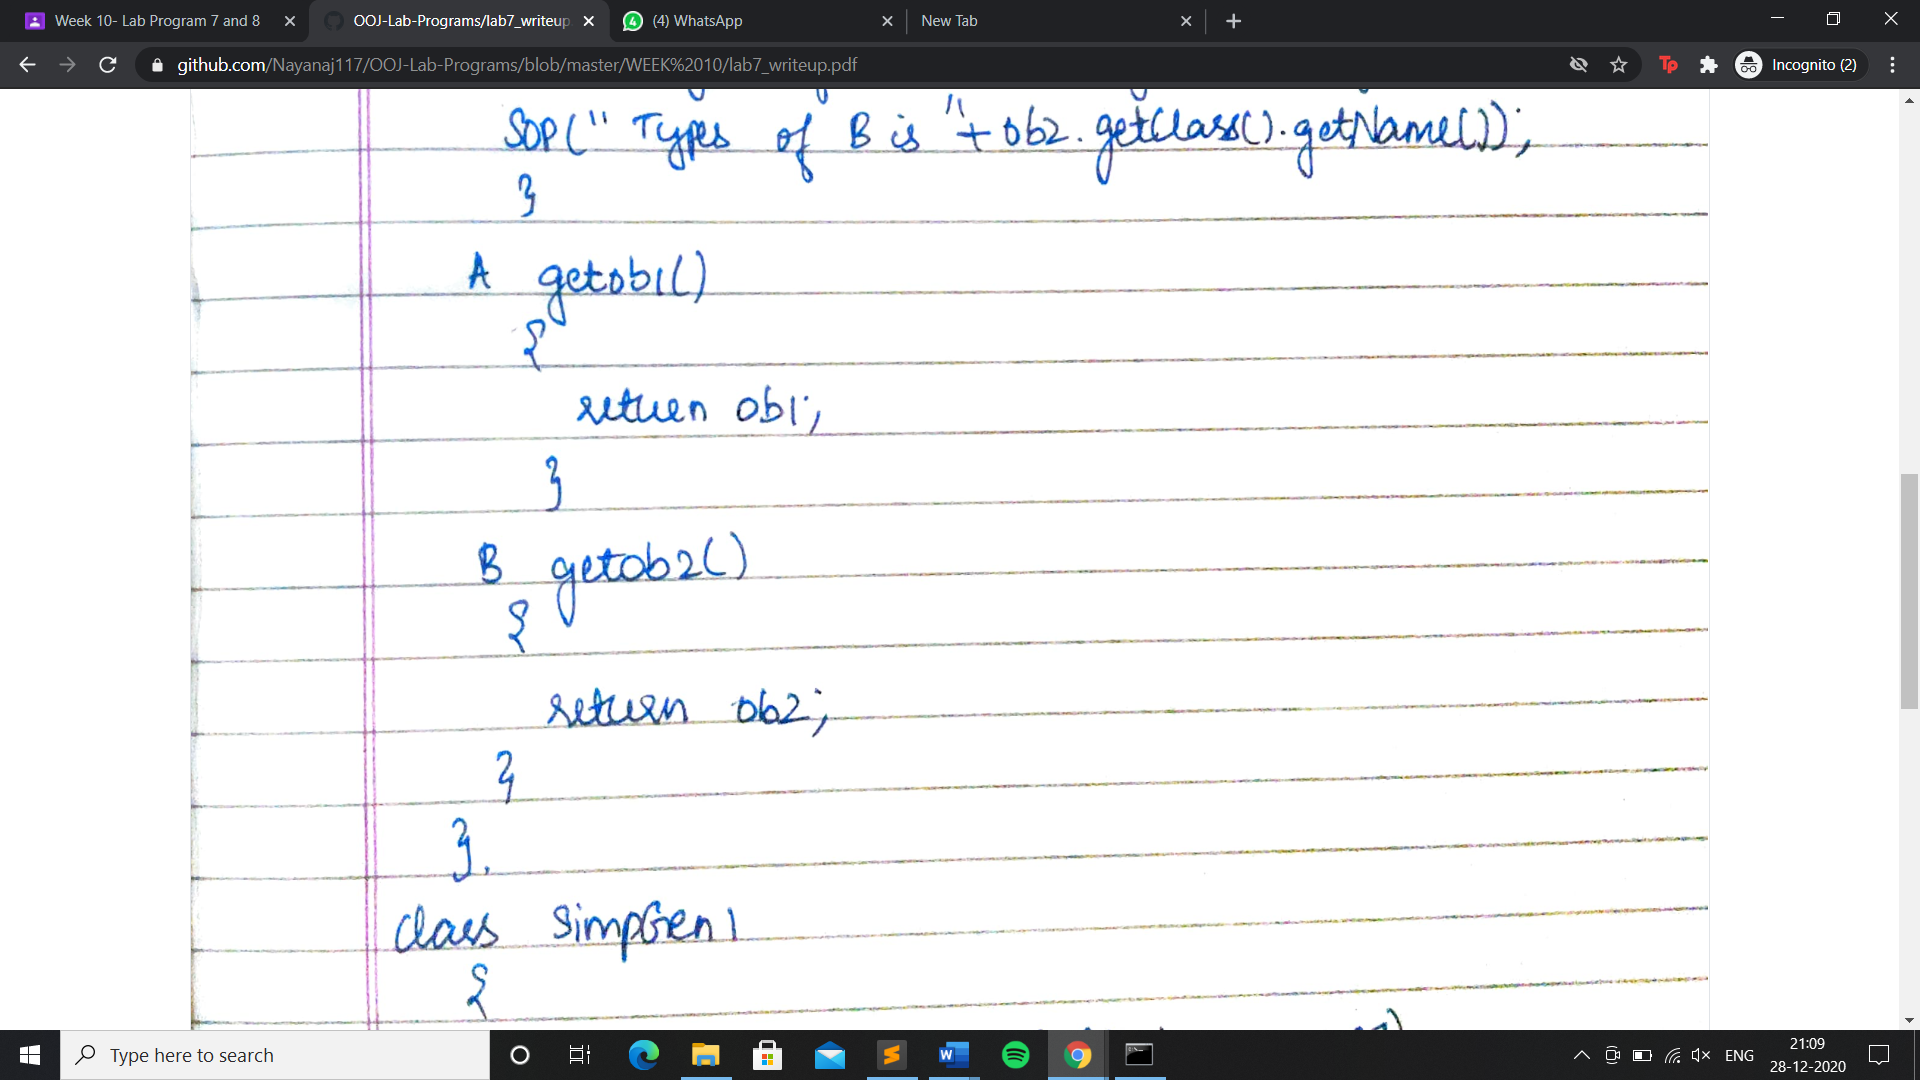 Week 10- Lab Program 7 and 8
OOJ-Lab-Programs/lab7_writeup
(4) WhatsApp
New Tab
github.com/Nayanaj117/OOJ-Lab-Programs/blob/master/WEEK%2010/lab7_writeup.pdf
Incognito (2)
SOP(" Types of B is "+ ob2.getClass().getName());
}
A getob1()
{
return ob1;
}
B getob2()
{
return ob2;
}
}.
class SimpGen1
{
Type here to search
ENG
21:09
28-12-2020